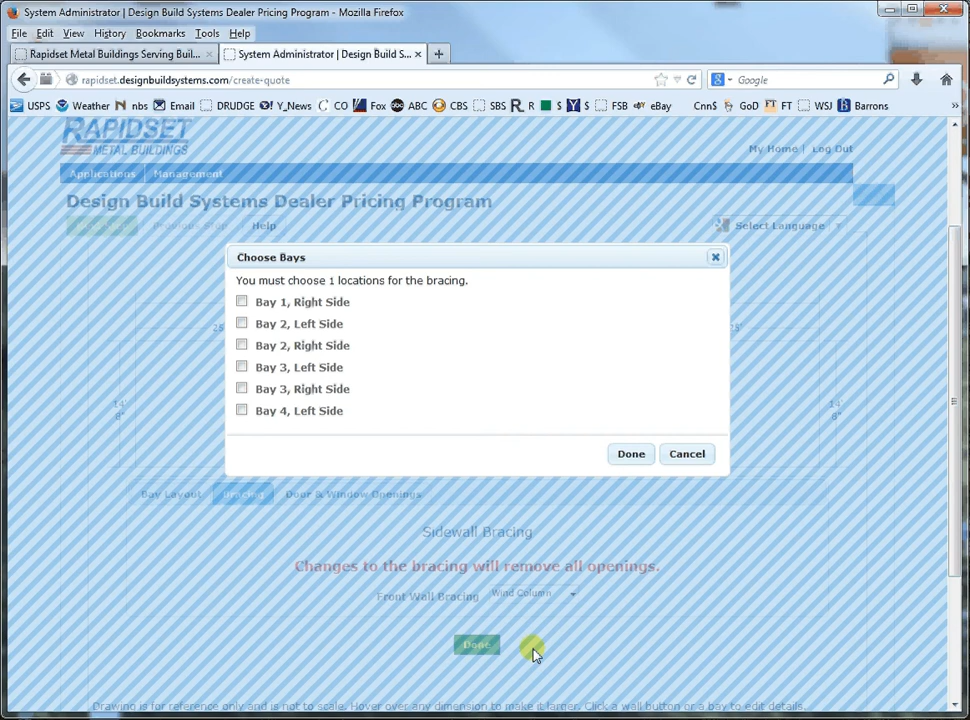 System Administrator | Design Build Systems Dealer Pricing Program - Mozilla Firefox
File Edit View History Bookmarks Tools Help
Rapidset Metal Buildings Serving Buil... × System Administrator | Design Build S... × +
rapidset.designbuildsystems.com/create-quote Google
USPS Weather nbs Email DRUDGE Y_News CO Fox ABC CBS SBS R $ $ FSB eBay Cnn$ GoD FT WSJ Barrons »
RAPIDSET
METAL BUILDINGS
My Home | Log Out
Applications Management
Design Build Systems Dealer Pricing Program
Previous Step Help Select Language
Choose Bays
You must choose 1 locations for the bracing.
Bay 1, Right Side
Bay 2, Left Side
Bay 2, Right Side
Bay 3, Left Side
Bay 3, Right Side
Bay 4, Left Side
14' 14'
Done Cancel
Bay Layout Bracing Door & Window Openings
Sidewall Bracing
Changes to the bracing will remove all openings.
Front Wall Bracing Wind Column
Done
Drawing is for reference only and is not to scale. Hover over any dimension to make it larger. Click a wall button or a bay to edit details.